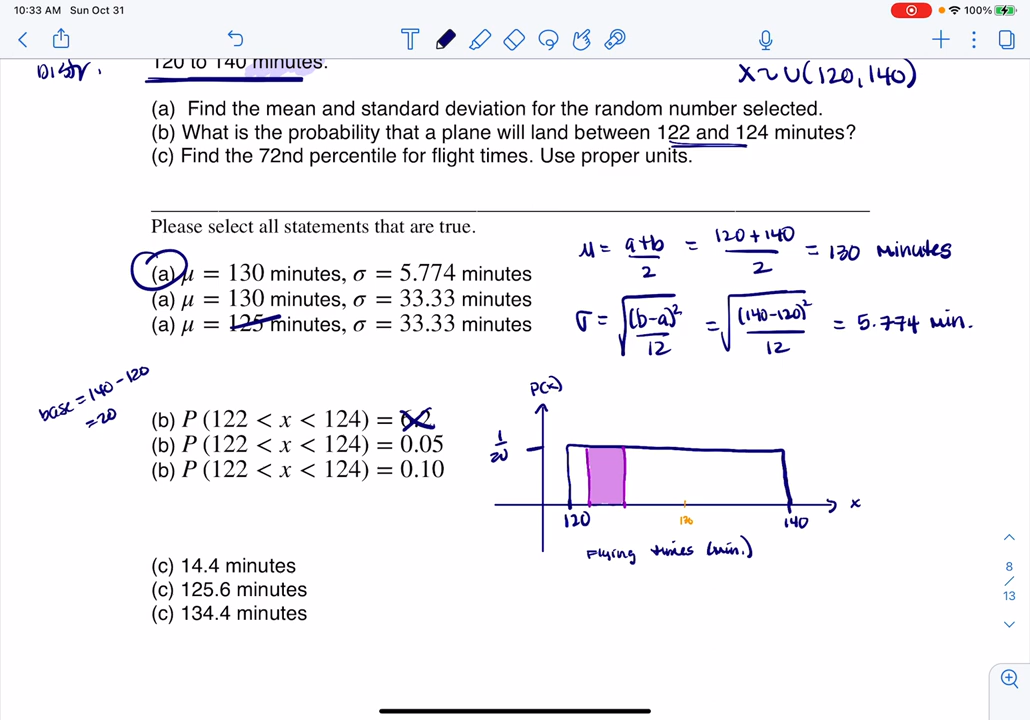 10:33 AM Sun Oct 31
100%
Distr.
120 to 140 minutes.
X~U(120,140)
(a) Find the mean and standard deviation for the random number selected.
(b) What is the probability that a plane will land between 122 and 124 minutes?
(c) Find the 72nd percentile for flight times. Use proper units.
Please select all statements that are true.
(a) μ = 130 minutes, σ = 5.774 minutes
(a) μ = 130 minutes, σ = 33.33 minutes
(a) μ = 125 minutes, σ = 33.33 minutes
μ = a+b/2 = 120+140/2 = 130 minutes
σ = √(b-a)²/12 = √(140-120)²/12 = 5.774 min.
base = 140-120
= 20
(b) P (122 < x < 124) = 0.2
(b) P (122 < x < 124) = 0.05
(b) P (122 < x < 124) = 0.10
P(x)
1/20
120
130
140
x
Flying times (min.)
(c) 14.4 minutes
(c) 125.6 minutes
(c) 134.4 minutes
8
/
13